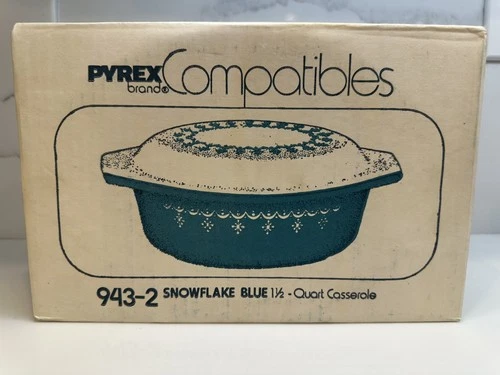 PYREX Compatibles
brand®
943-2 SNOWFLAKE BLUE 1½ - Quart Casserole